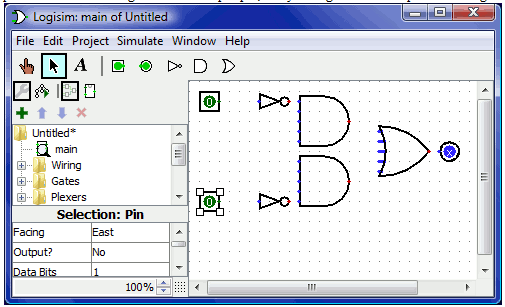 Logisim: main of Untitled
File Edit Project Simulate Window Help
A
Untitled*
main
Wiring
Gates
Plexers
Selection: Pin
Facing East
Output? No
Data Bits 1
100%
0
x
0